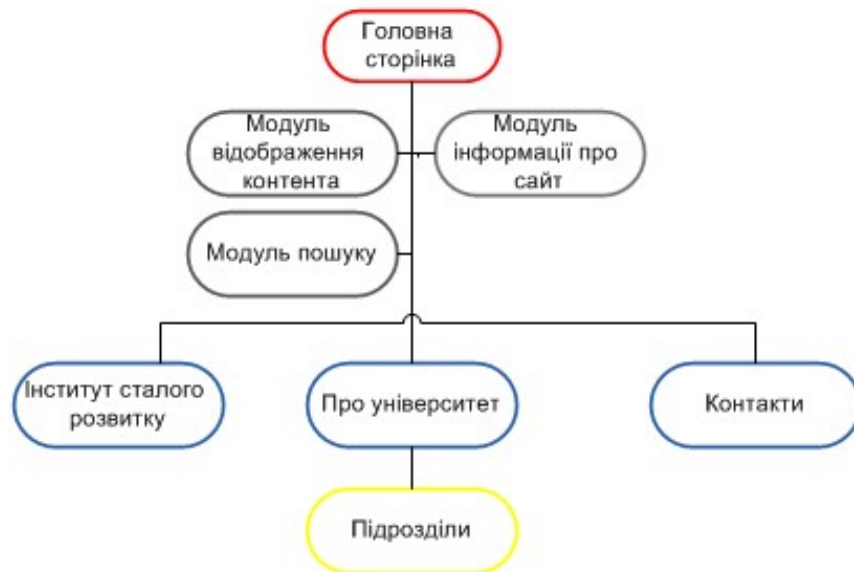 Головна
сторінка
Модуль
відображення
контента
Модуль
інформації про
сайт
Модуль пошуку
Інститут сталого
розвитку
Про університет
Контакти
Підрозділи